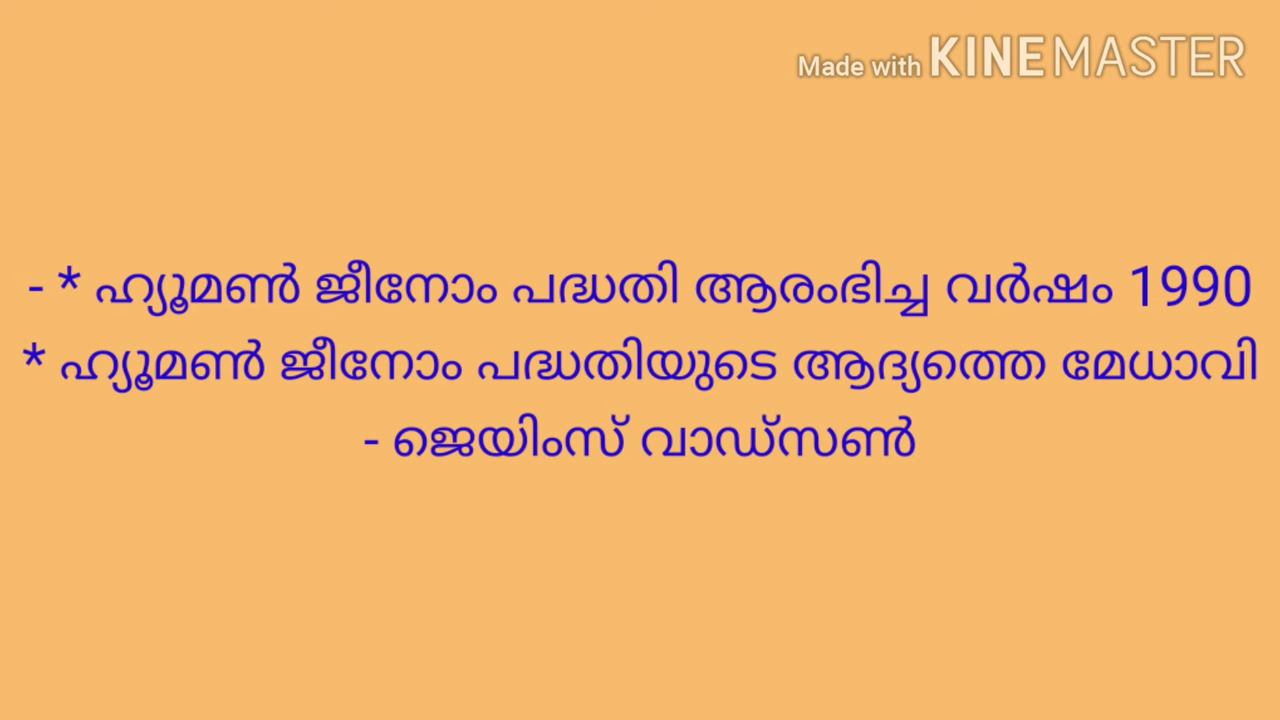 Made with KINEMASTER
- * ഹ്യൂമൺ ജീനോം പദ്ധതി ആരംഭിച്ച വർഷം 1990
* ഹ്യൂമൺ ജീനോം പദ്ധതിയുടെ ആദ്യത്തെ മേധാവി
- ജെയിംസ് വാഡ്സൺ